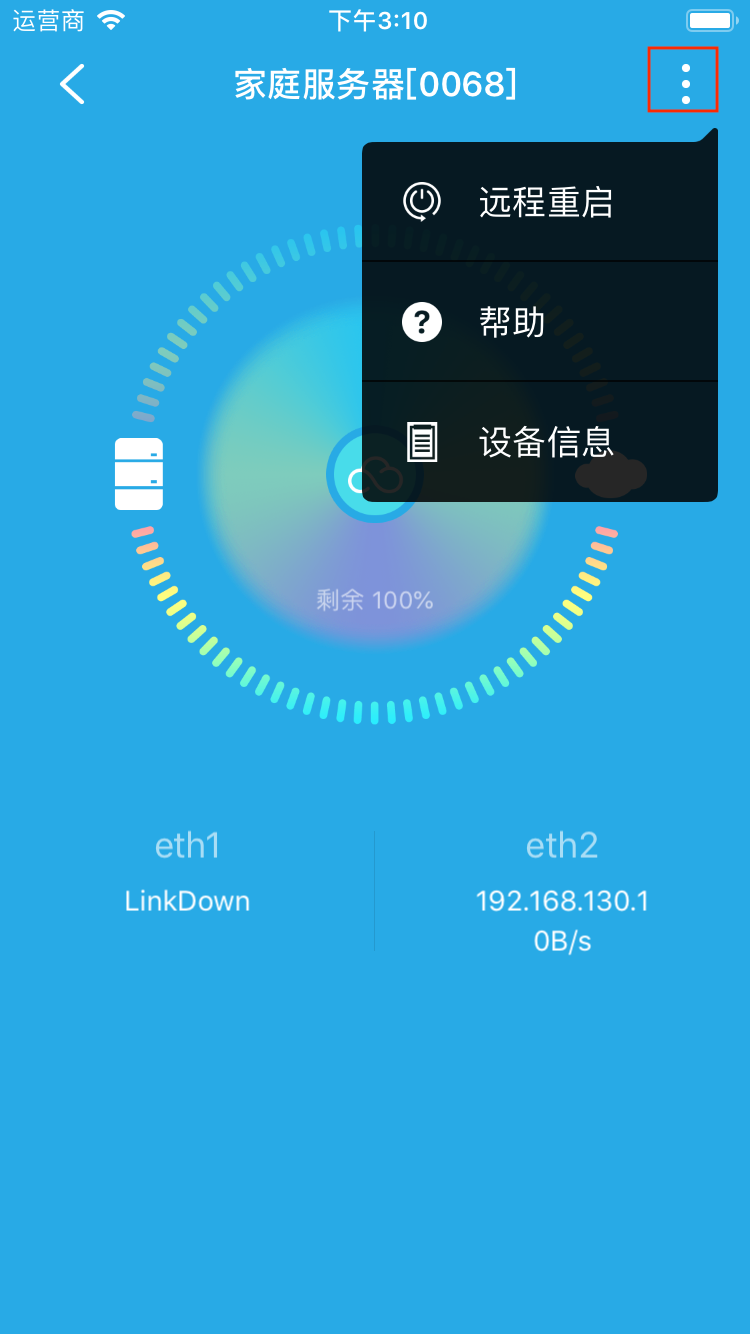 运营商
下午3:10
家庭服务器[0068]
远程重启
帮助
设备信息
剩余 100%
eth1
eth2
LinkDown
192.168.130.1
0B/s